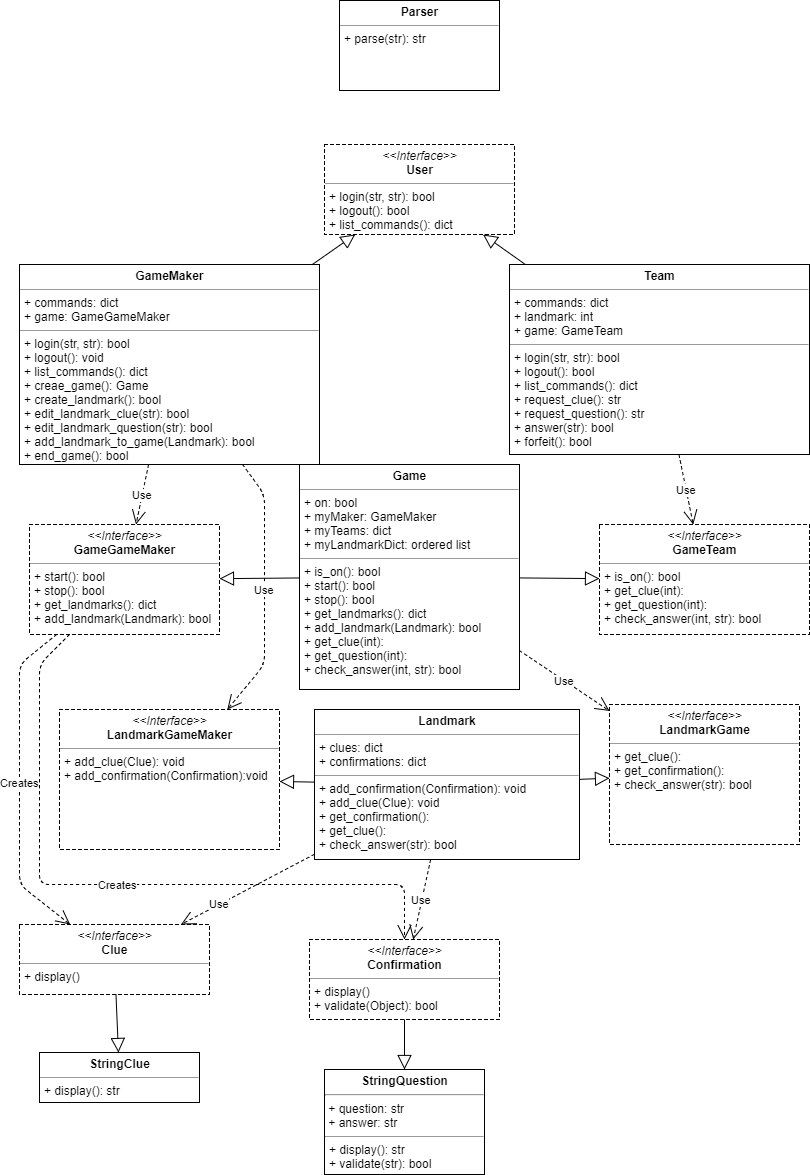 Parser
+ parse(str): str
<<Interface>>
User
+ login(str, str): bool
+ logout(): bool
+ list_commands(): dict
GameMaker
+ commands: dict
+ game: GameGameMaker
+ login(str, str): bool
+ logout(): void
+ list_commands(): dict
+ creae_game(): Game
+ create_landmark(): bool
+ edit_landmark_clue(str): bool
+ edit_landmark_question(str): bool
+ add_landmark_to_game(Landmark): bool
+ end_game(): bool
Team
+ commands: dict
+ landmark: int
+ game: GameTeam
+ login(str, str): bool
+ logout(): bool
+ list_commands(): dict
+ request_clue(): str
+ request_question(): str
+ answer(str): bool
+ forfeit(): bool
Use
Use
Use
<<Interface>>
GameGameMaker
+ start(): bool
+ stop(): bool
+ get_landmarks(): dict
+ add_landmark(Landmark): bool
Game
+ on: bool
+ myMaker: GameMaker
+ myTeams: dict
+ myLandmarkDict: ordered list
+ is_on(): bool
+ start(): bool
+ stop(): bool
+ get_landmarks(): dict
+ add_landmark(Landmark): bool
+ get_clue(int):
+ get_question(int):
+ check_answer(int, str): bool
<<Interface>>
GameTeam
+ is_on(): bool
+ get_clue(int):
+ get_question(int):
+ check_answer(int, str): bool
Use
<<Interface>>
LandmarkGameMaker
+ add_clue(Clue): void
+ add_confirmation(Confirmation):void
Landmark
+ clues: dict
+ confirmations: dict
+ add_confirmation(Confirmation): void
+ add_clue(Clue): void
+ get_confirmation():
+ get_clue():
+ check_answer(str): bool
<<Interface>>
LandmarkGame
+ get_clue():
+ get_confirmation():
+ check_answer(str): bool
Creates
Creates
Use
Use
<<Interface>>
Clue
+ display()
<<Interface>>
Confirmation
+ display()
+ validate(Object): bool
StringClue
+ display(): str
StringQuestion
+ question: str
+ answer: str
+ display(): str
+ validate(str): bool